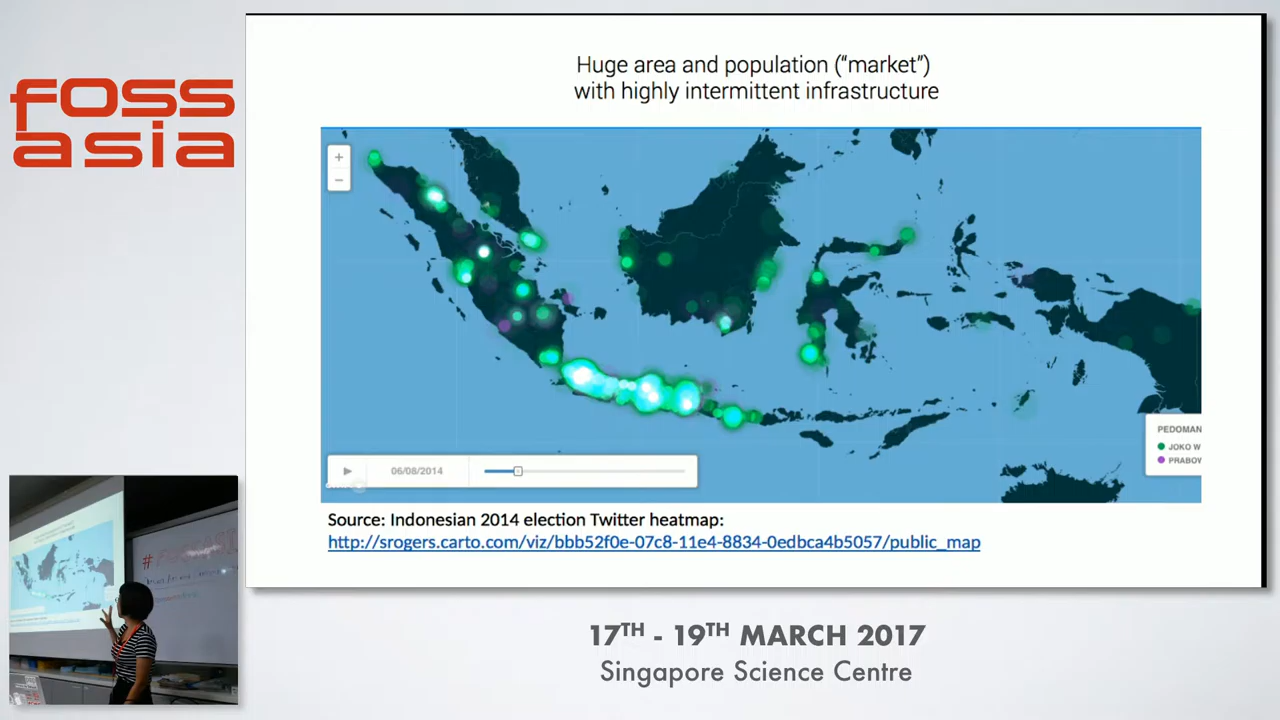 foss
asia
Huge area and population ("market")
with highly intermittent infrastructure
+
−
06/08/2014
PEDOMAN
JOKO W
PRABOW
Source: Indonesian 2014 election Twitter heatmap:
http://srogers.carto.com/viz/bbb52f0e-07c8-11e4-8834-0edbca4b5057/public_map
17TH - 19TH MARCH 2017
Singapore Science Centre